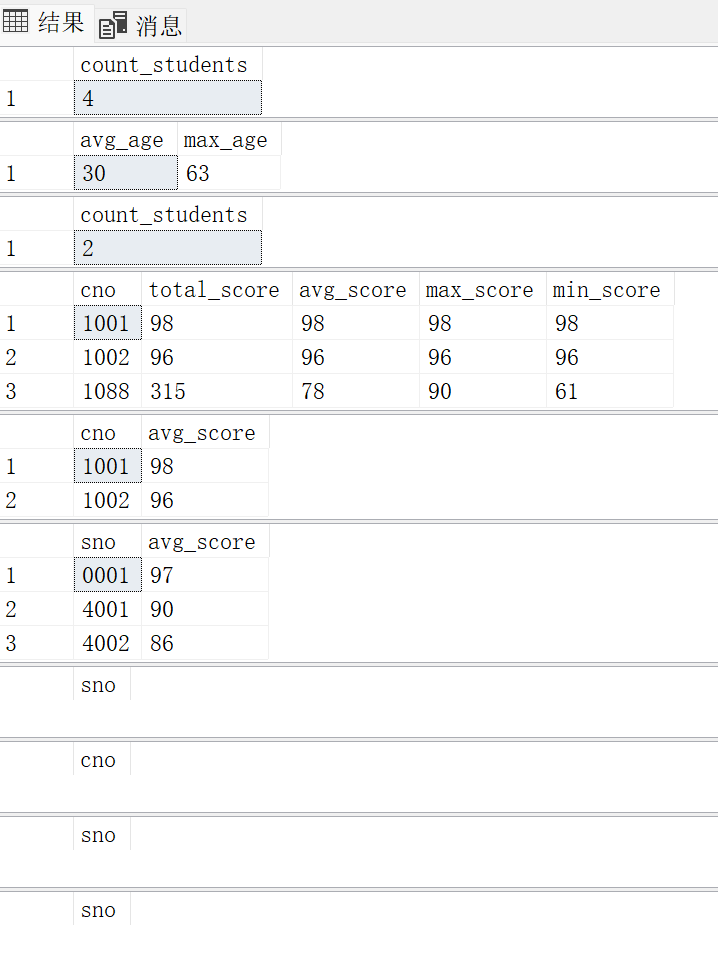 结果 消息
count_students
1 4
avg_age max_age
1 30 63
count_students
1 2
cno total_score avg_score max_score min_score
1 1001 98 98 98 98
2 1002 96 96 96 96
3 1088 315 78 90 61
cno avg_score
1 1001 98
2 1002 96
sno avg_score
1 0001 97
2 4001 90
3 4002 86
sno
cno
sno
sno